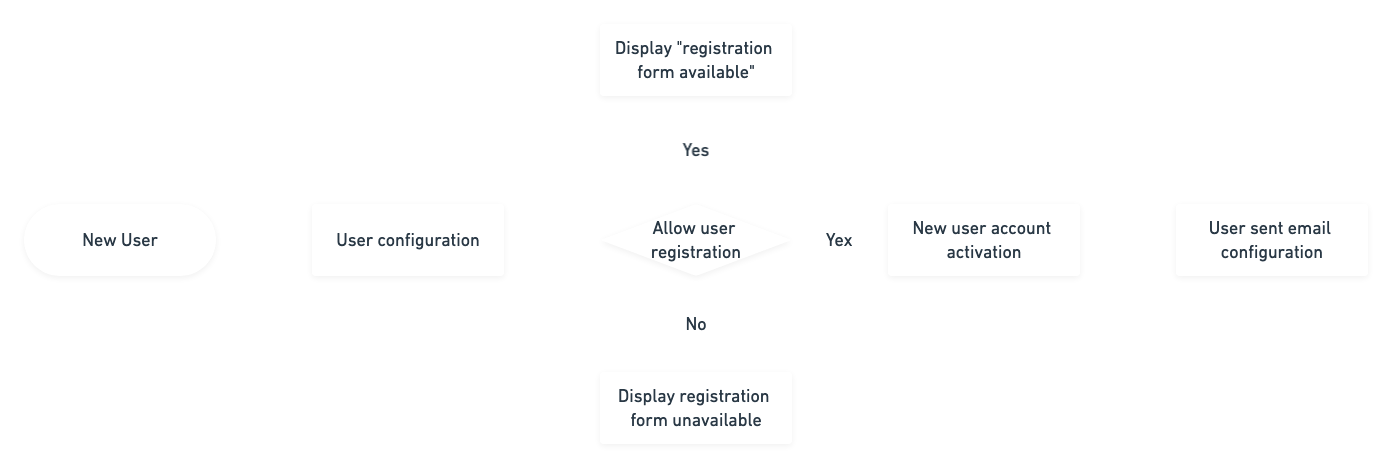 Display "registration
form available"
Yes
New User
User configuration
Allow user
registration
Yex
New user account
activation
User sent email
configuration
No
Display registration
form unavailable